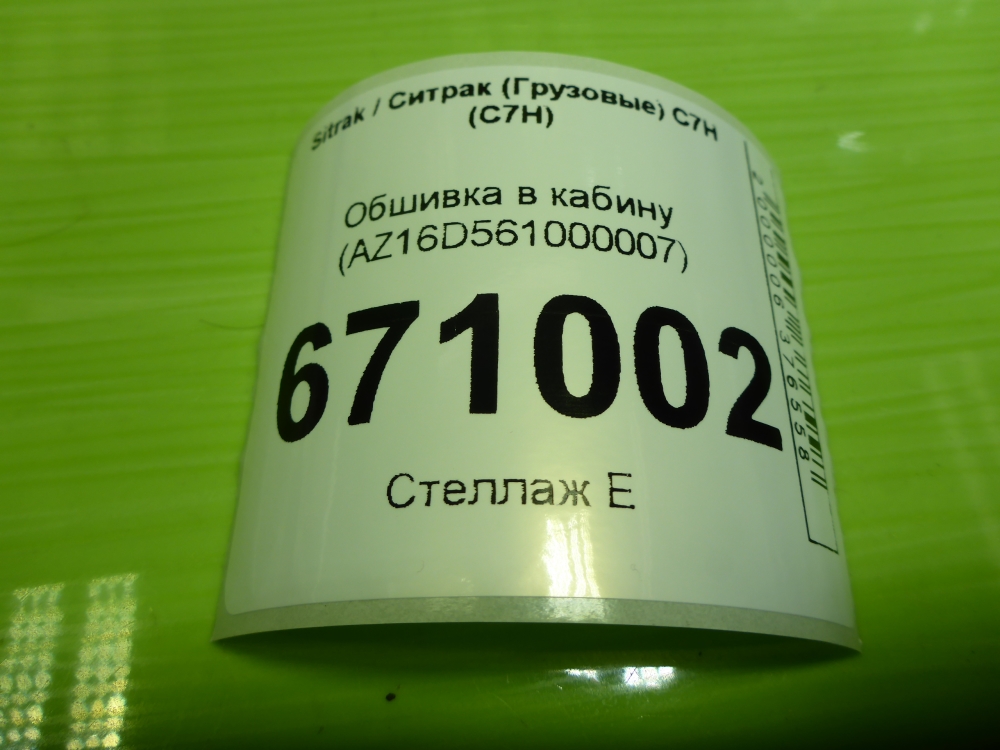 Sitrak / Ситрак (Грузовые) C7H
(C7H)
Обшивка в кабину
(AZ16D561000007)
671002
Стеллаж Е
2000006376558